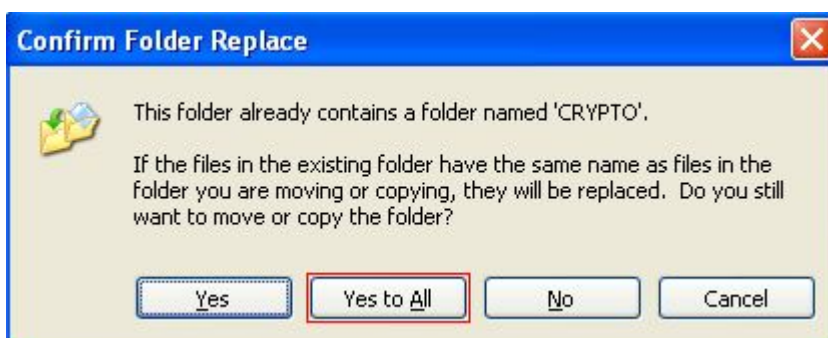 Confirm Folder Replace
This folder already contains a folder named 'CRYPTO'.
If the files in the existing folder have the same name as files in the
folder you are moving or copying, they will be replaced.  Do you still
want to move or copy the folder?
Yes
Yes to All
No
Cancel